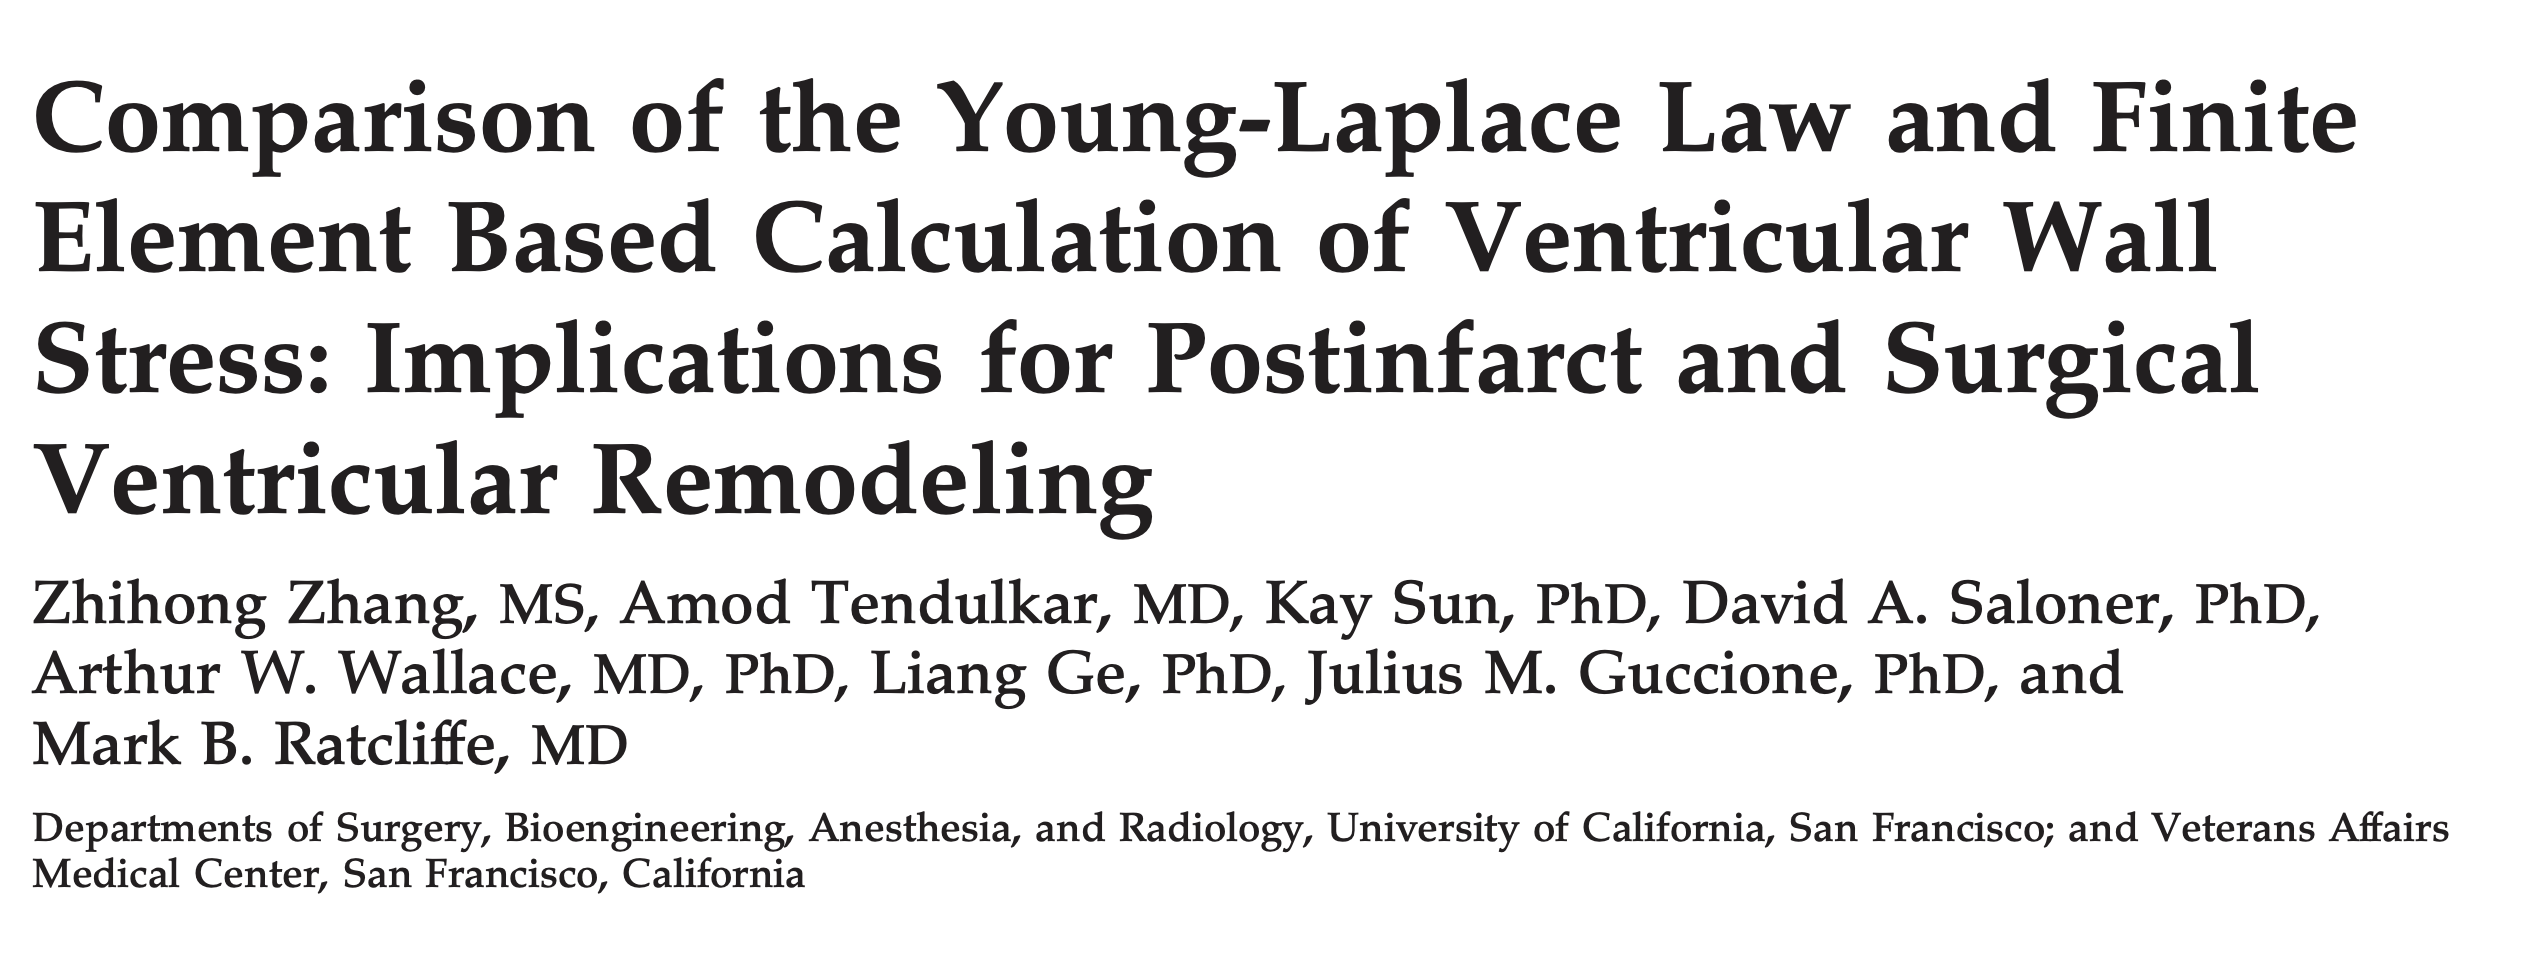 Comparison of the Young-Laplace Law and Finite
Element Based Calculation of Ventricular Wall
Stress: Implications for Postinfarct and Surgical
Ventricular Remodeling
Zhihong Zhang, MS, Amod Tendulkar, MD, Kay Sun, PhD, David A. Saloner, PhD,
Arthur W. Wallace, MD, PhD, Liang Ge, PhD, Julius M. Guccione, PhD, and
Mark B. Ratcliffe, MD
Departments of Surgery, Bioengineering, Anesthesia, and Radiology, University of California, San Francisco; and Veterans Affairs
Medical Center, San Francisco, California